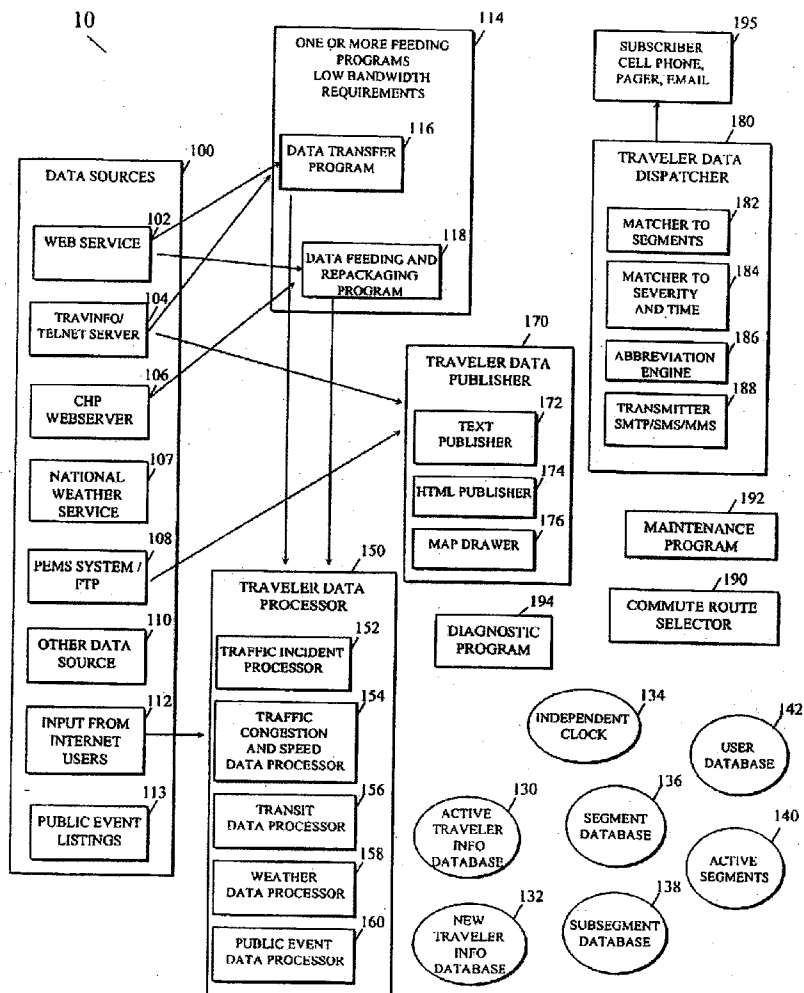 10
114
ONE OR MORE FEEDING
PROGRAMS
LOW BANDWIDTH
REQUIREMENTS
116
DATA TRANSFER
PROGRAM
118
DATA FEEDING AND
REPACKAGING
PROGRAM
195
SUBSCRIBER
CELL PHONE,
PAGER, EMAIL
180
TRAVELER DATA
DISPATCHER
182
MATCHER TO
SEGMENTS
184
MATCHER TO
SEVERITY
AND TIME
186
ABBREVIATION
ENGINE
188
TRANSMITTER
SMTP/SMS/MMS
100
DATA SOURCES
102
WEB SERVICE
104
TRAVINFO/
TELNET SERVER
106
CHP
WEBSERVER
107
NATIONAL
WEATHER
SERVICE
108
PEMS SYSTEM /
FTP
110
OTHER DATA
SOURCE
112
INPUT FROM
INTERNET
USERS
113
PUBLIC EVENT
LISTINGS
170
TRAVELER DATA
PUBLISHER
172
TEXT
PUBLISHER
174
HTML PUBLISHER
176
MAP DRAWER
150
TRAVELER DATA
PROCESSOR
152
TRAFFIC INCIDENT
PROCESSOR
154
TRAFFIC
CONGESTION
AND SPEED
DATA PROCESSOR
156
TRANSIT
DATA PROCESSOR
158
WEATHER
DATA PROCESSOR
160
PUBLIC EVENT
DATA PROCESSOR
192
MAINTENANCE
PROGRAM
190
COMMUTE ROUTE
SELECTOR
194
DIAGNOSTIC
PROGRAM
134
INDEPENDENT
CLOCK
142
USER
DATABASE
130
ACTIVE
TRAVELER
INFO
DATABASE
136
SEGMENT
DATABASE
140
ACTIVE
SEGMENTS
132
NEW
TRAVELER
INFO
DATABASE
138
SUBSEGMENT
DATABASE